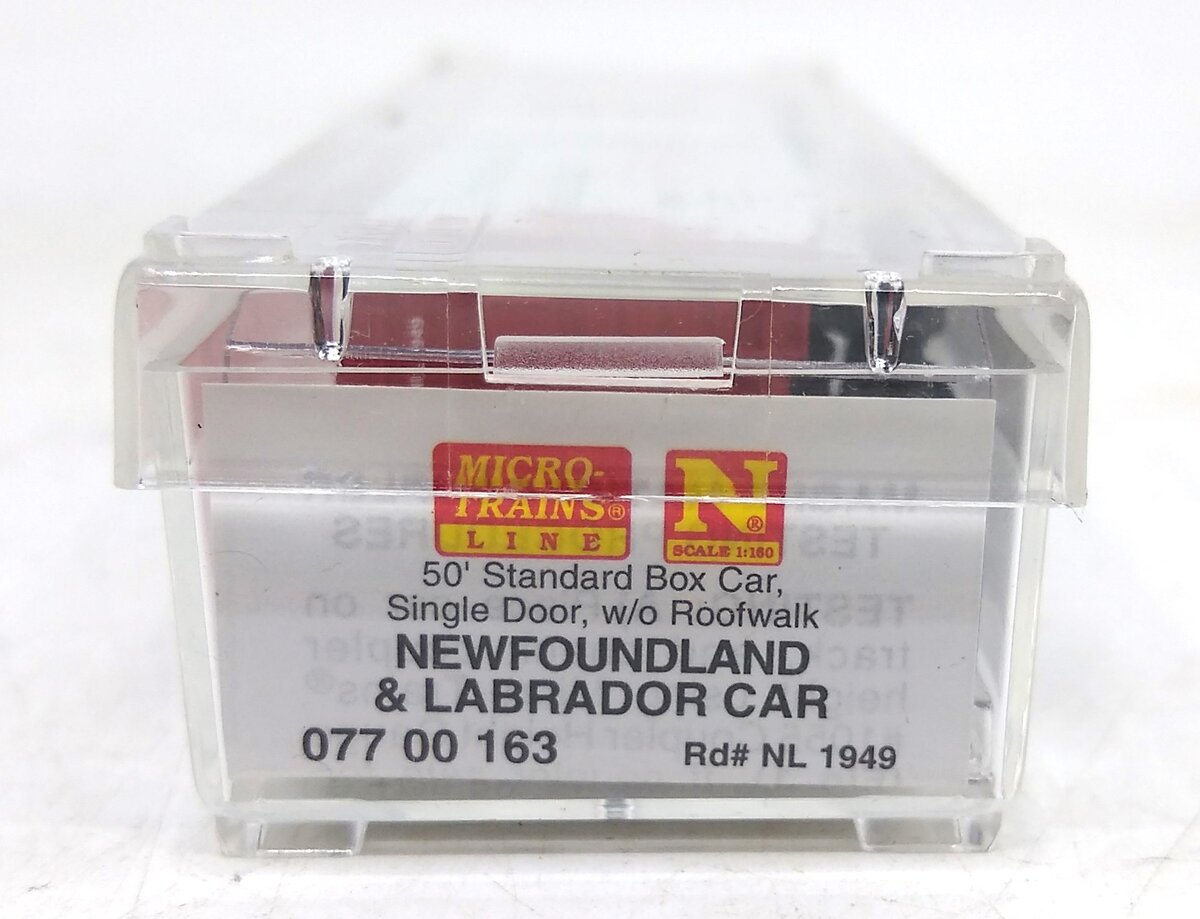 MICRO-
TRAINS®
LINE
N®
SCALE 1:160
50' Standard Box Car,
Single Door, w/o Roofwalk
NEWFOUNDLAND
& LABRADOR CAR
077 00 163
Rd# NL 1949